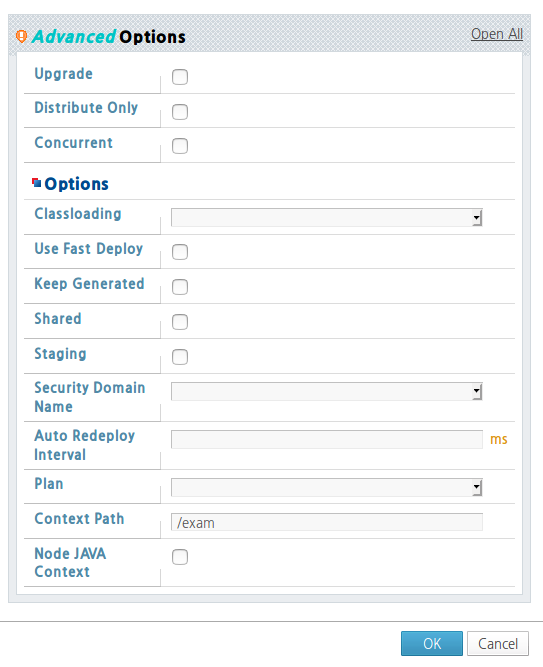 Advanced Options
Open All
Upgrade
Distribute Only
Concurrent
Options
Classloading
Use Fast Deploy
Keep Generated
Shared
Staging
Security Domain
Name
Auto Redeploy
Interval
ms
Plan
Context Path
/exam
Node JAVA
Context
OK
Cancel